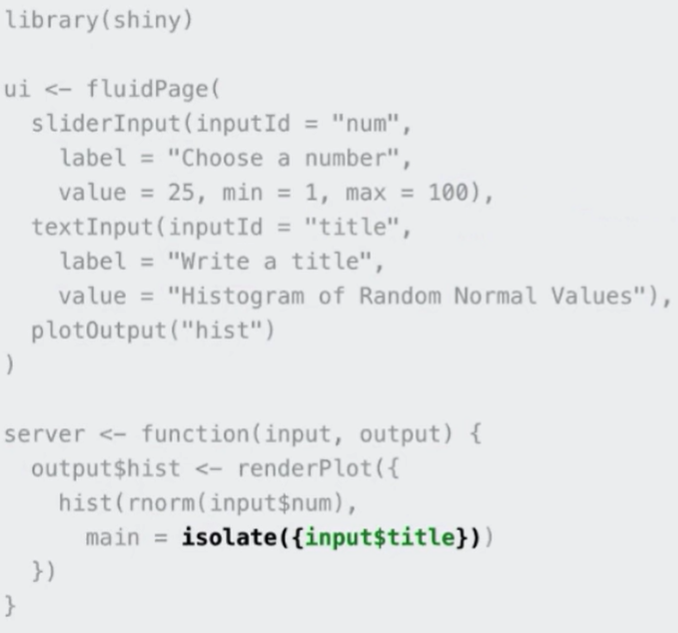 library(shiny)

ui <- fluidPage(
  sliderInput(inputId = "num",
    label = "Choose a number",
    value = 25, min = 1, max = 100),
  textInput(inputId = "title",
    label = "Write a title",
    value = "Histogram of Random Normal Values"),
  plotOutput("hist")
)

server <- function(input, output) {
  output$hist <- renderPlot({
    hist(rnorm(input$num),
      main = isolate({input$title}))
  })
}